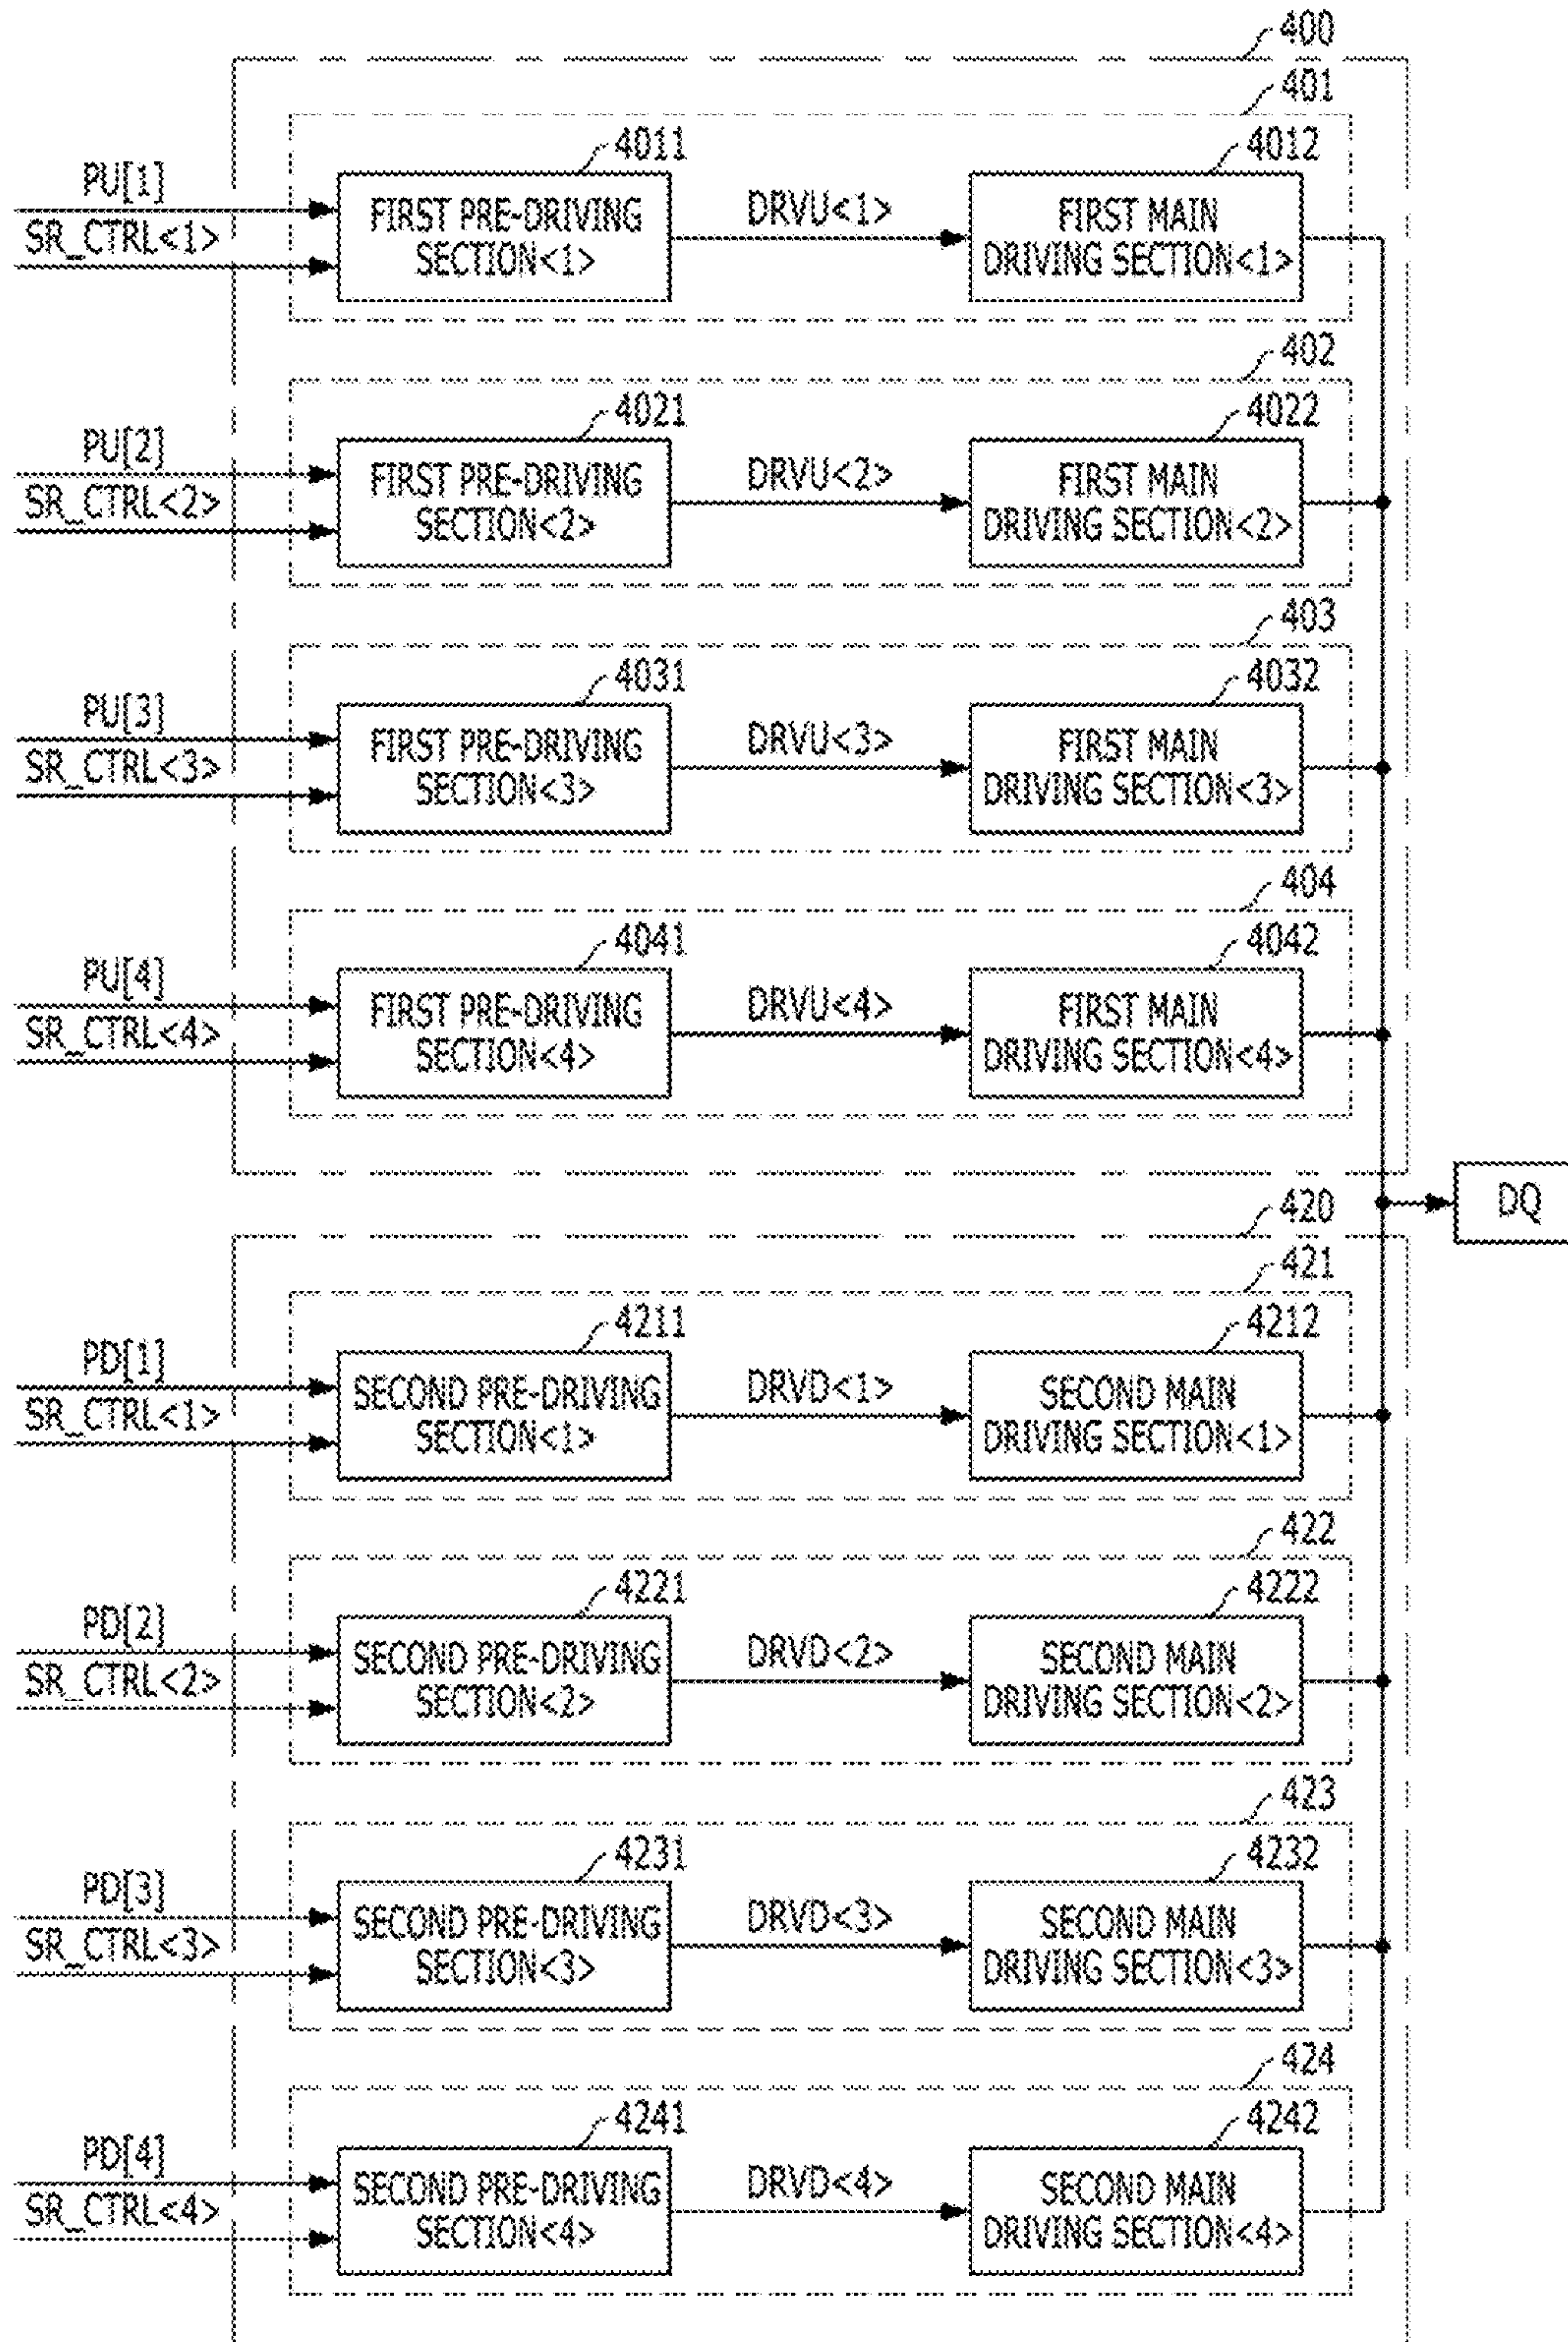 400
401
4011
4012
PU[1]
SR_CTRL<1>
FIRST PRE-DRIVING
SECTION<1>
DRVU<1>
FIRST MAIN
DRIVING SECTION<1>
402
4021
4022
PU[2]
SR_CTRL<2>
FIRST PRE-DRIVING
SECTION<2>
DRVU<2>
FIRST MAIN
DRIVING SECTION<2>
403
4031
4032
PU[3]
SR_CTRL<3>
FIRST PRE-DRIVING
SECTION<3>
DRVU<3>
FIRST MAIN
DRIVING SECTION<3>
404
4041
4042
PU[4]
SR_CTRL<4>
FIRST PRE-DRIVING
SECTION<4>
DRVU<4>
FIRST MAIN
DRIVING SECTION<4>
DQ
420
421
4211
4212
PD[1]
SR_CTRL<1>
SECOND PRE-DRIVING
SECTION<1>
DRVD<1>
SECOND MAIN
DRIVING SECTION<1>
422
4221
4222
PD[2]
SR_CTRL<2>
SECOND PRE-DRIVING
SECTION<2>
DRVD<2>
SECOND MAIN
DRIVING SECTION<2>
423
4231
4232
PD[3]
SR_CTRL<3>
SECOND PRE-DRIVING
SECTION<3>
DRVD<3>
SECOND MAIN
DRIVING SECTION<3>
424
4241
4242
PD[4]
SR_CTRL<4>
SECOND PRE-DRIVING
SECTION<4>
DRVD<4>
SECOND MAIN
DRIVING SECTION<4>